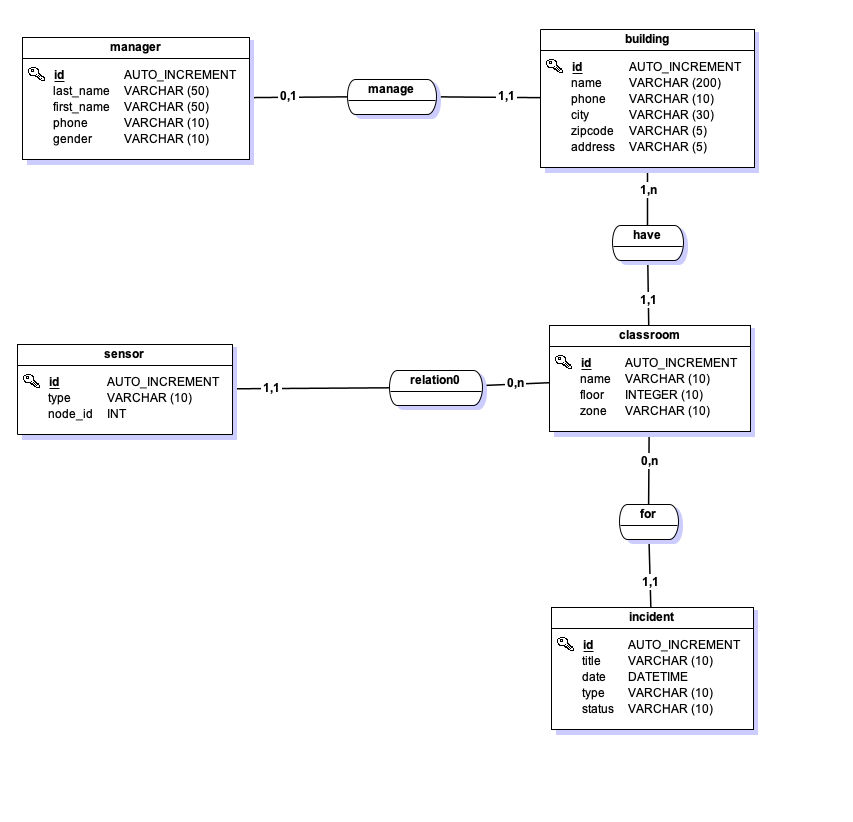 manager
id AUTO_INCREMENT
last_name VARCHAR (50)
first_name VARCHAR (50)
phone VARCHAR (10)
gender VARCHAR (10)
0,1
manage
1,1
building
id AUTO_INCREMENT
name VARCHAR (200)
phone VARCHAR (10)
city VARCHAR (30)
zipcode VARCHAR (5)
address VARCHAR (5)
1,n
have
1,1
sensor
id AUTO_INCREMENT
type VARCHAR (10)
node_id INT
1,1
relation0
0,n
classroom
id AUTO_INCREMENT
name VARCHAR (10)
floor INTEGER (10)
zone VARCHAR (10)
0,n
for
1,1
incident
id AUTO_INCREMENT
title VARCHAR (10)
date DATETIME
type VARCHAR (10)
status VARCHAR (10)